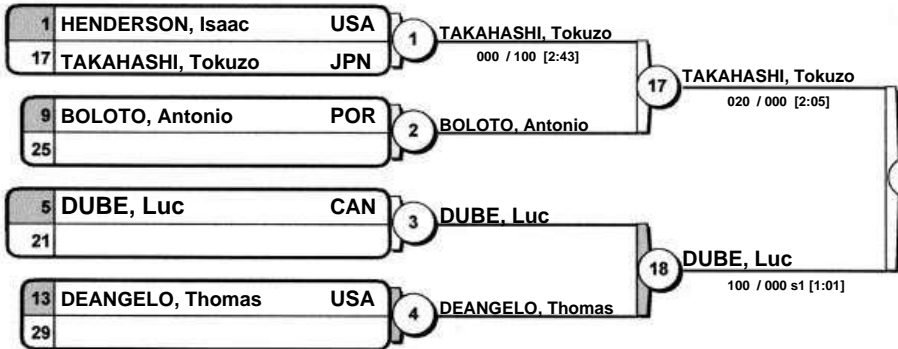 1 HENDERSON, Isaac USA
17 TAKAHASHI, Tokuzo JPN
1
TAKAHASHI, Tokuzo
000 / 100 [2:43]
9 BOLOTO, Antonio POR
25
2
BOLOTO, Antonio
17
TAKAHASHI, Tokuzo
020 / 000 [2:05]
5 DUBE, Luc CAN
21
3
DUBE, Luc
13 DEANGELO, Thomas USA
29
4
DEANGELO, Thomas
18
DUBE, Luc
100 / 000 s1 [1:01]